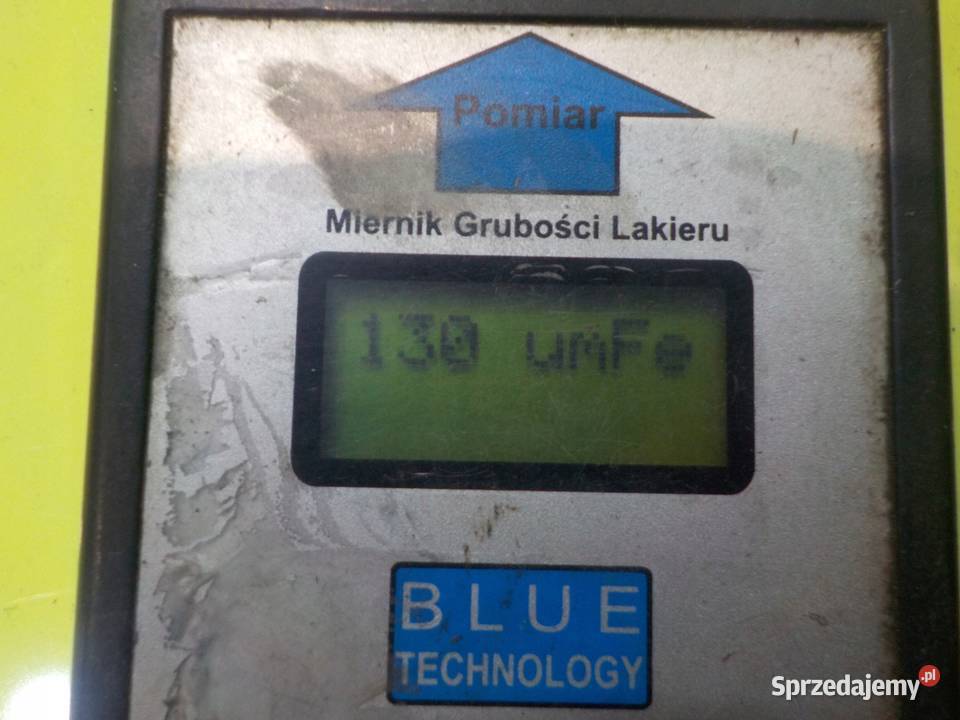 Pomiar
Miernik Grubości Lakieru
130 umFe
BLUE
TECHNOLOGY
Sprzedajemy.pl